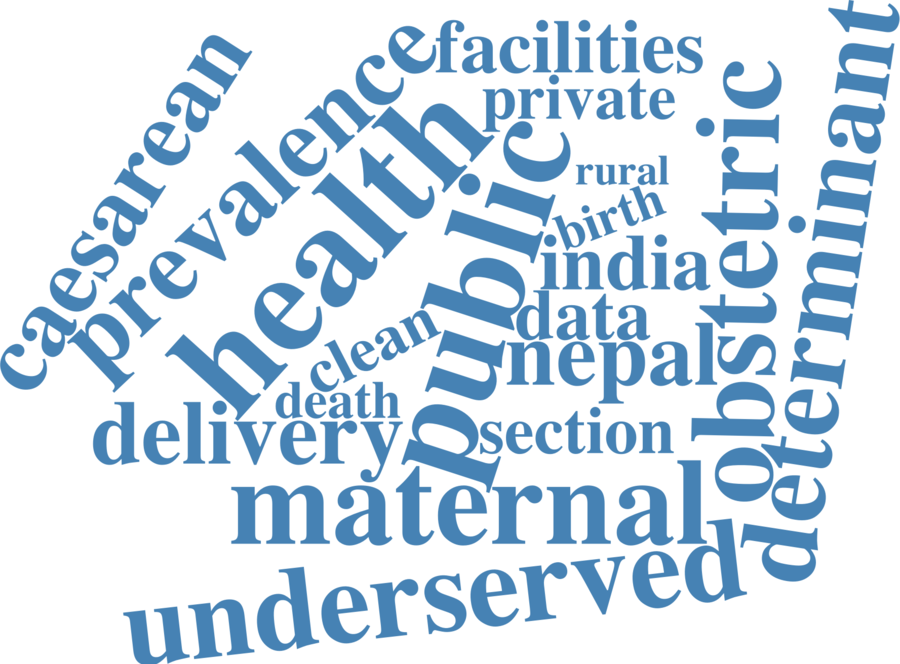 caesarean
prevalence
health
facilities
private
public
rural
birth
india
data
nepal
obstetric
determinant
clean
death
delivery
section
maternal
underserved